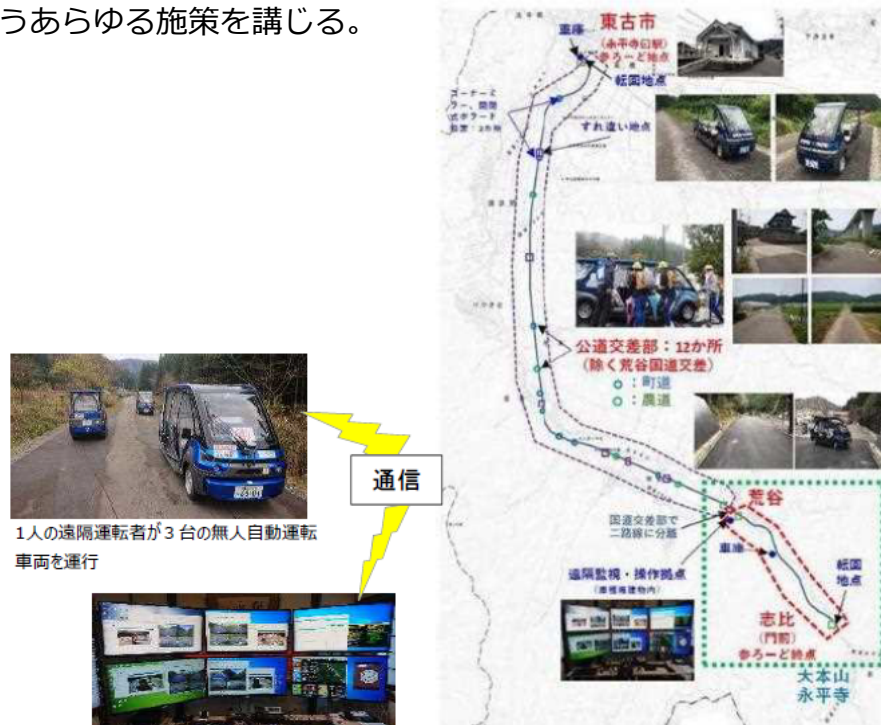 うあらゆる施策を講じる。
東古市
(永平寺口駅)
参ろーど地点
車庫
転回地点
すれ違い地点
公道交差部:12か所
(除く荒谷国道交差)
:町道
:農道
通信
1人の遠隔運転者が3台の無人自動運転
車両を運行
荒谷
国道交差部で
二路線に分離
車庫
遠隔監視・操作拠点
転回
地点
志比
(門前)
参ろーど終点
大本山
永平寺